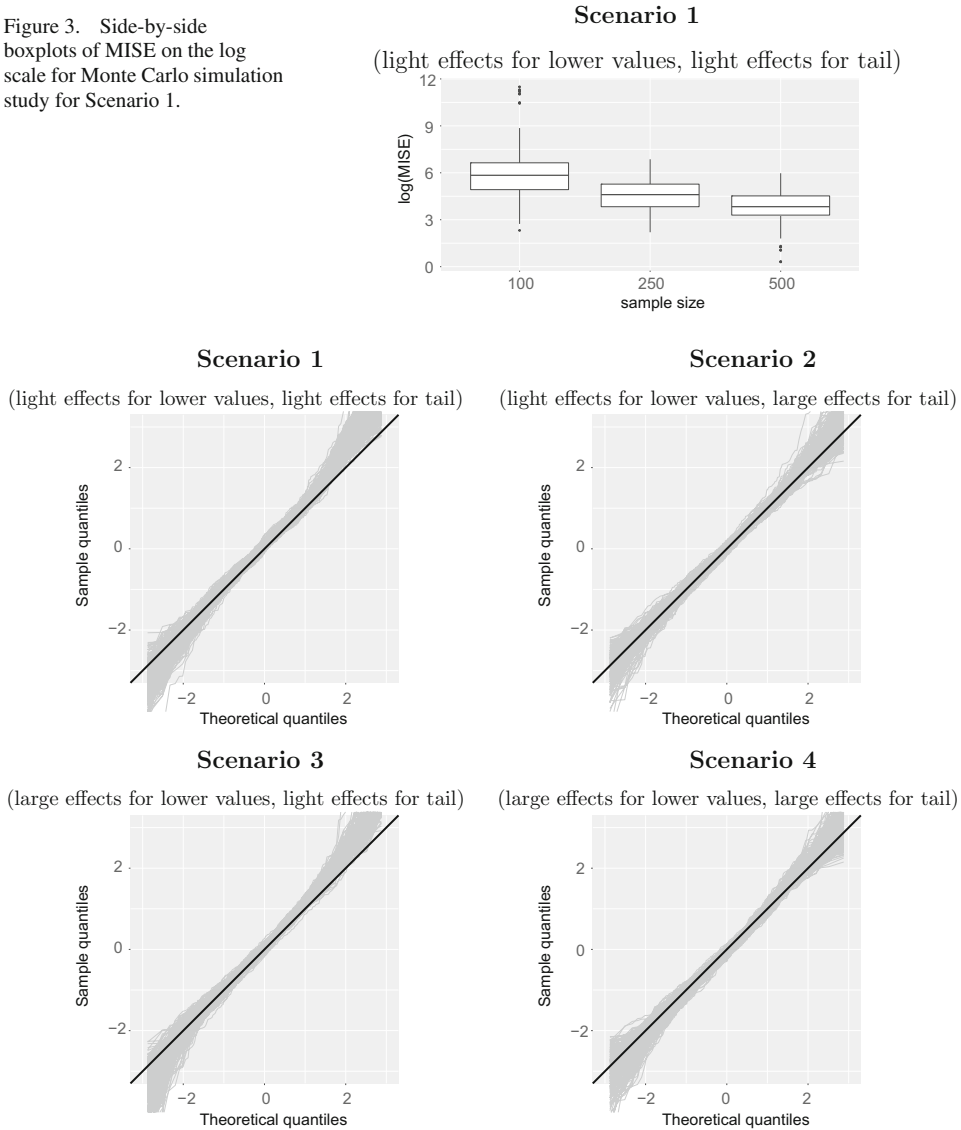 Figure 3. Side-by-side
boxplots of MISE on the log
scale for Monte Carlo simulation
study for Scenario 1.
Scenario 1
(light effects for lower values, light effects for tail)
12
9
6
3
0
log(MISE)
100 250 500
sample size
Scenario 1
(light effects for lower values, light effects for tail)
2
0
−2
Sample quantiles
−2 0 2
Theoretical quantiles
Scenario 2
(light effects for lower values, large effects for tail)
2
0
−2
Sample quantiles
−2 0 2
Theoretical quantiles
Scenario 3
(large effects for lower values, light effects for tail)
2
0
−2
Sample quantiles
−2 0 2
Theoretical quantiles
Scenario 4
(large effects for lower values, large effects for tail)
2
0
−2
Sample quantiles
−2 0 2
Theoretical quantiles